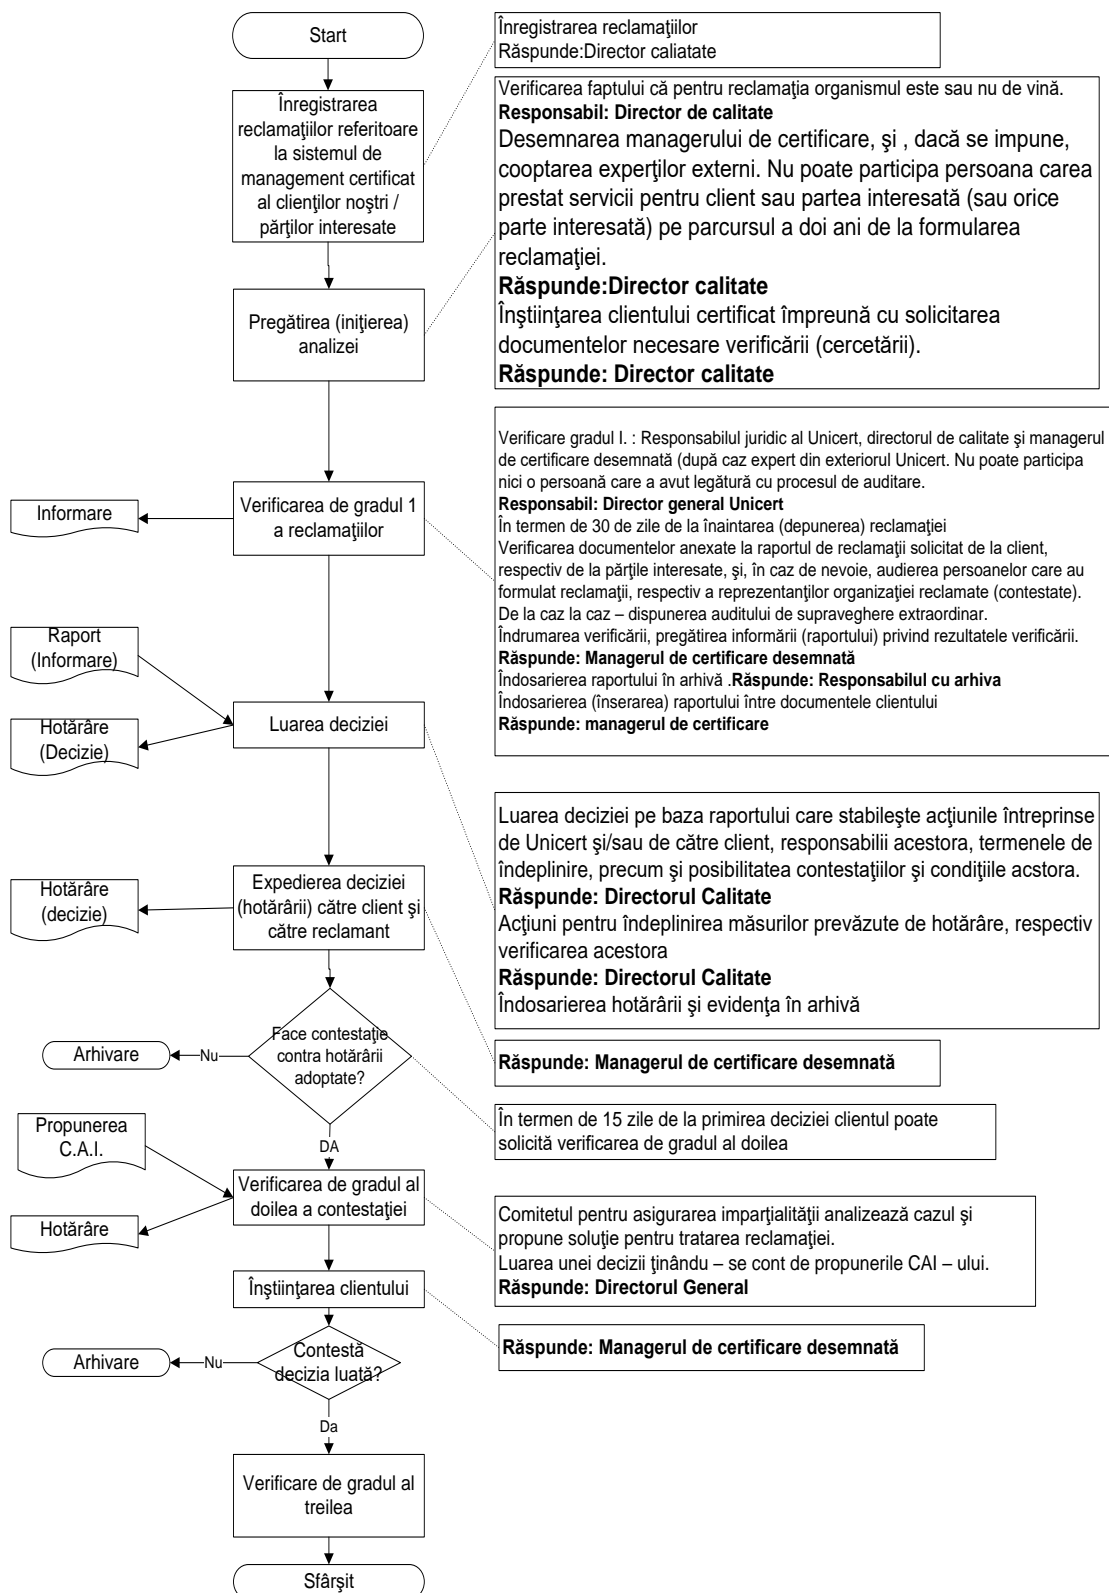 Start
Înregistrarea reclamaţiilor
Răspunde:Director caliatate
Înregistrarea
reclamaţiilor referitoare
la sistemul de
management certificat
al clienţilor noştri /
părţilor interesate
Verificarea faptului că pentru reclamaţia organismul este sau nu de vină.
Responsabil: Director de calitate
Desemnarea managerului de certificare, şi , dacă se impune,
cooptarea experţilor externi. Nu poate participa persoana carea
prestat servicii pentru client sau partea interesată (sau orice
parte interesată) pe parcursul a doi ani de la formularea
reclamaţiei.
Răspunde:Director calitate
Înştiinţarea clientului certificat împreună cu solicitarea
documentelor necesare verificării (cercetării).
Răspunde: Director calitate
Pregătirea (iniţierea)
analizei
Verificare gradul I. : Responsabilul juridic al Unicert, directorul de calitate şi managerul
de certificare desemnată (după caz expert din exteriorul Unicert. Nu poate participa
nici o persoană care a avut legătură cu procesul de auditare.
Responsabil: Director general Unicert
În termen de 30 de zile de la înaintarea (depunerea) reclamaţiei
Verificarea documentelor anexate la raportul de reclamaţii solicitat de la client,
respectiv de la părţile interesate, şi, în caz de nevoie, audierea persoanelor care au
formulat reclamaţii, respectiv a reprezentanţilor organizaţiei reclamate (contestate).
De la caz la caz – dispunerea auditului de supraveghere extraordinar.
Îndrumarea verificării, pregătirea informării (raportului) privind rezultatele verificării.
Răspunde: Managerul de certificare desemnată
Îndosarierea raportului în arhivă .Răspunde: Responsabilul cu arhiva
Îndosarierea (înserarea) raportului între documentele clientului
Răspunde: managerul de certificare
Informare
Verificarea de gradul 1
a reclamaţiilor
Raport
(Informare)
Luarea deciziei
Hotărâre
(Decizie)
Luarea deciziei pe baza raportului care stabileşte acţiunile întreprinse
de Unicert şi/sau de către client, responsabilii acestora, termenele de
îndeplinire, precum şi posibilitatea contestaţiilor şi condiţiile acstora.
Răspunde: Directorul Calitate
Acţiuni pentru îndeplinirea măsurilor prevăzute de hotărâre, respectiv
verificarea acestora
Răspunde: Directorul Calitate
Îndosarierea hotărârii şi evidenţa în arhivă
Hotărâre
(decizie)
Expedierea deciziei
(hotărârii) către client şi
către reclamant
Face contestaţie
contra hotărârii
adoptate?
Nu
Arhivare
Răspunde: Managerul de certificare desemnată
În termen de 15 zile de la primirea deciziei clientul poate
solicită verificarea de gradul al doilea
DA
Propunerea
C.A.I.
Verificarea de gradul al
doilea a contestaţiei
Hotărâre
Comitetul pentru asigurarea imparţialităţii analizează cazul şi
propune soluţie pentru tratarea reclamaţiei.
Luarea unei decizii ţinându – se cont de propunerile CAI – ului.
Răspunde: Directorul General
Înştiinţarea clientului
Răspunde: Managerul de certificare desemnată
Contestă
decizia luată?
Nu
Arhivare
Da
Verificare de gradul al
treilea
Sfârşit